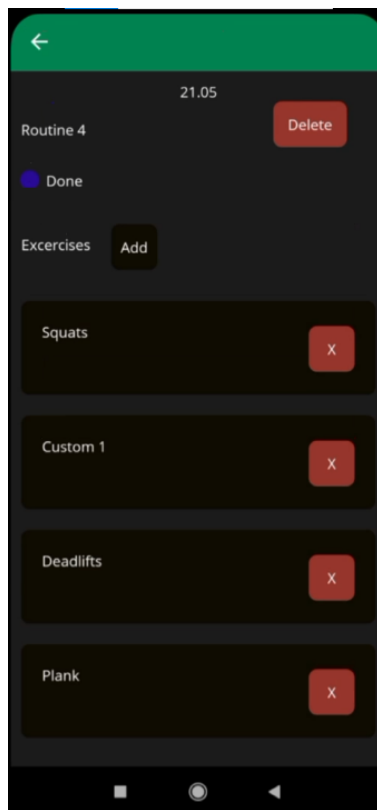 21.05
Routine 4
Delete
Done
Excercises
Add
Squats
X
Custom 1
X
Deadlifts
X
Plank
X